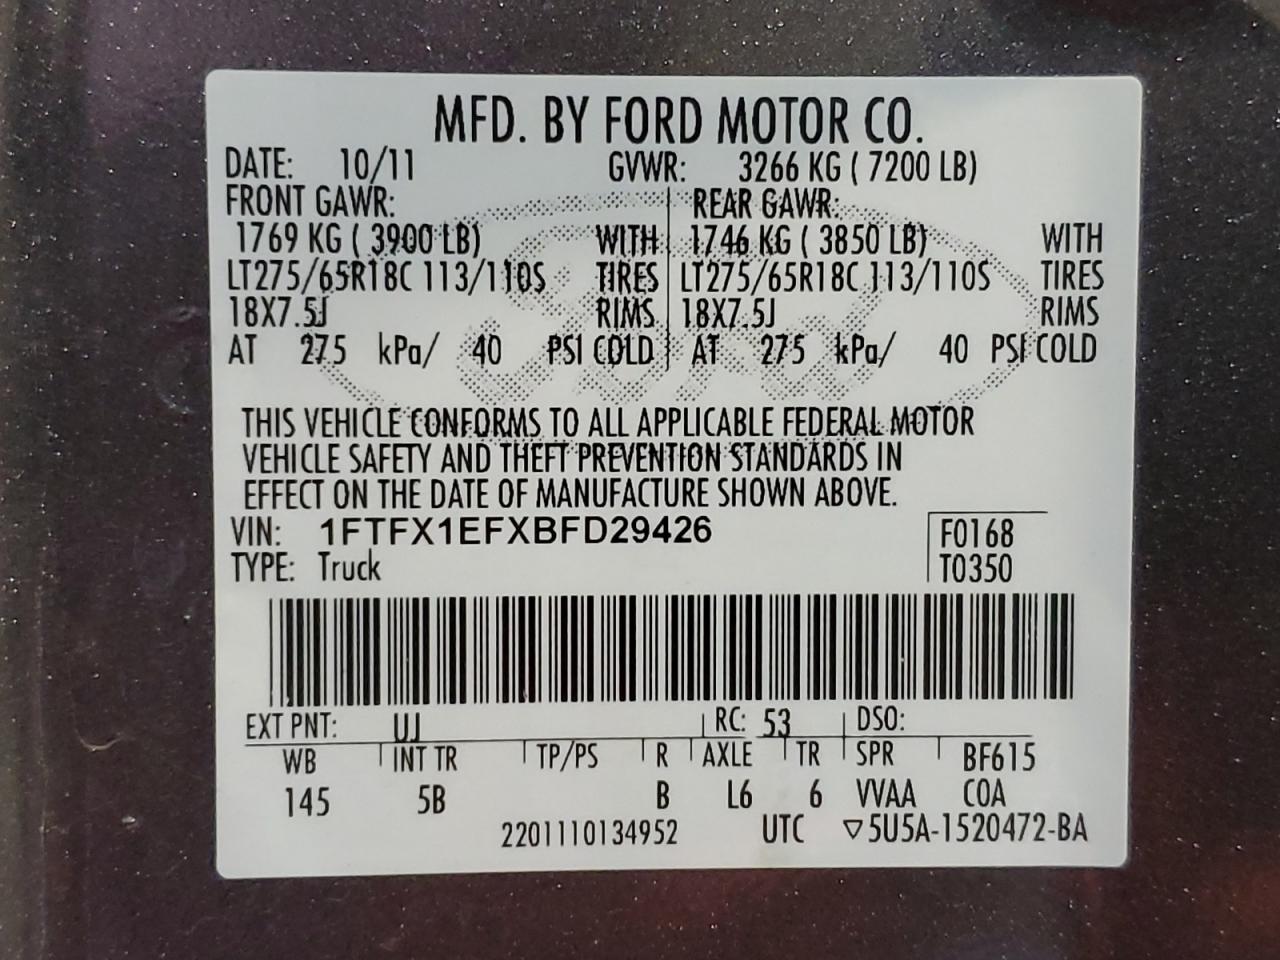 MFD. BY FORD MOTOR CO.
DATE: 10/11 GVWR: 3266 KG ( 7200 LB)
FRONT GAWR: REAR GAWR:
1769 KG ( 3900 LB) WITH 1746 KG ( 3850 LB) WITH
LT275/65R18C 113/110S TIRES LT275/65R18C 113/110S TIRES
18X7.5J RIMS 18X7.5J RIMS
AT 275 kPa/ 40 PSI COLD AT 275 kPa/ 40 PSI COLD
THIS VEHICLE CONFORMS TO ALL APPLICABLE FEDERAL MOTOR
VEHICLE SAFETY AND THEFT PREVENTION STANDARDS IN
EFFECT ON THE DATE OF MANUFACTURE SHOWN ABOVE.
VIN: 1FTFX1EFXBFD29426 F0168
TYPE: Truck T0350
EXT PNT: UJ RC: 53 DSO:
WB INT TR TP/PS R AXLE TR SPR BF615
145 5B B L6 6 VVAA COA
2201110134952 UTC ▽5U5A-1520472-BA